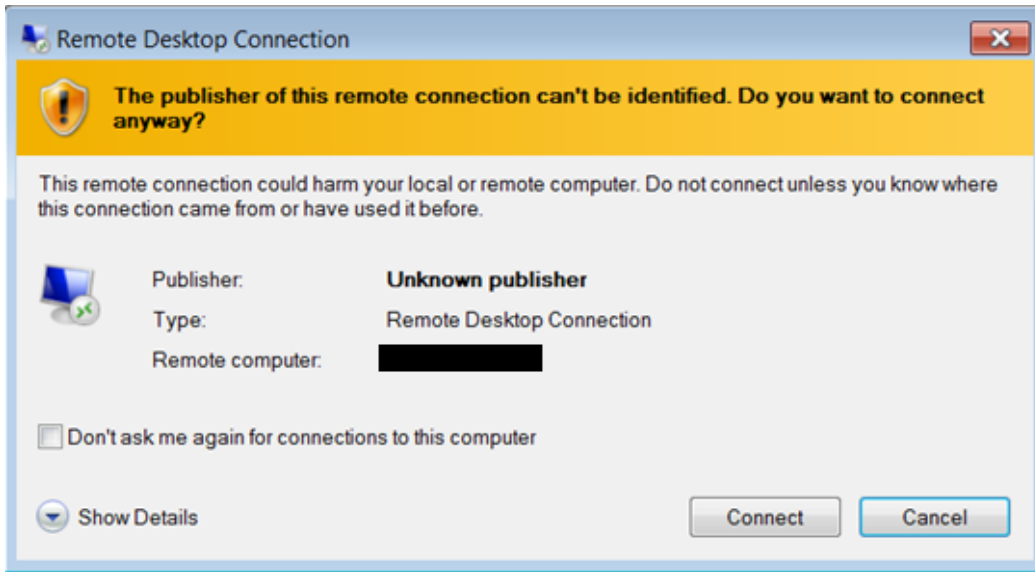 Remote Desktop Connection
The publisher of this remote connection can't be identified. Do you want to connect
anyway?
This remote connection could harm your local or remote computer. Do not connect unless you know where
this connection came from or have used it before.
Publisher: Unknown publisher
Type: Remote Desktop Connection
Remote computer:
Don't ask me again for connections to this computer
Show Details Connect Cancel